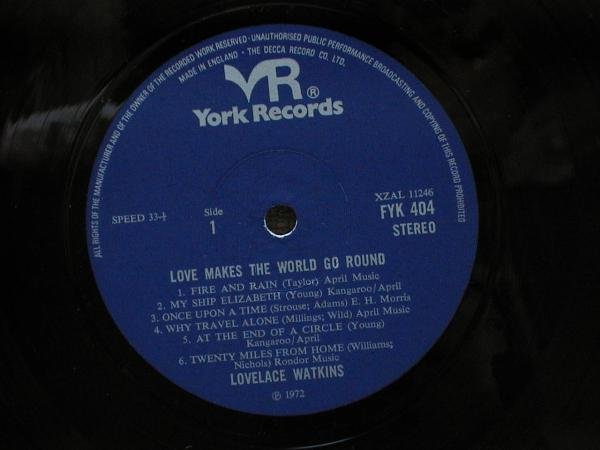 ALL RIGHTS OF THE MANUFACTURER AND OF THE OWNER OF THE RECORDED WORK RESERVED · UNAUTHORISED PUBLIC PERFORMANCE BROADCASTING AND COPYING OF THIS RECORD PROHIBITED
MADE IN ENGLAND · THE DECCA RECORD CO. LTD.
YR ®
York Records
SPEED 33⅓
Side
1
XZAL 11246
FYK 404
STEREO
LOVE MAKES THE WORLD GO ROUND
1. FIRE AND RAIN (Taylor) April Music
2. MY SHIP ELIZABETH (Young) Kangaroo/April
3. ONCE UPON A TIME (Strouse; Adams) E. H. Morris
4. WHY TRAVEL ALONE (Millings; Wild) April Music
5. AT THE END OF A CIRCLE (Young)
Kangaroo/April
6. TWENTY MILES FROM HOME (Williams;
Nichols) Rondor Music
LOVELACE WATKINS
℗ 1972